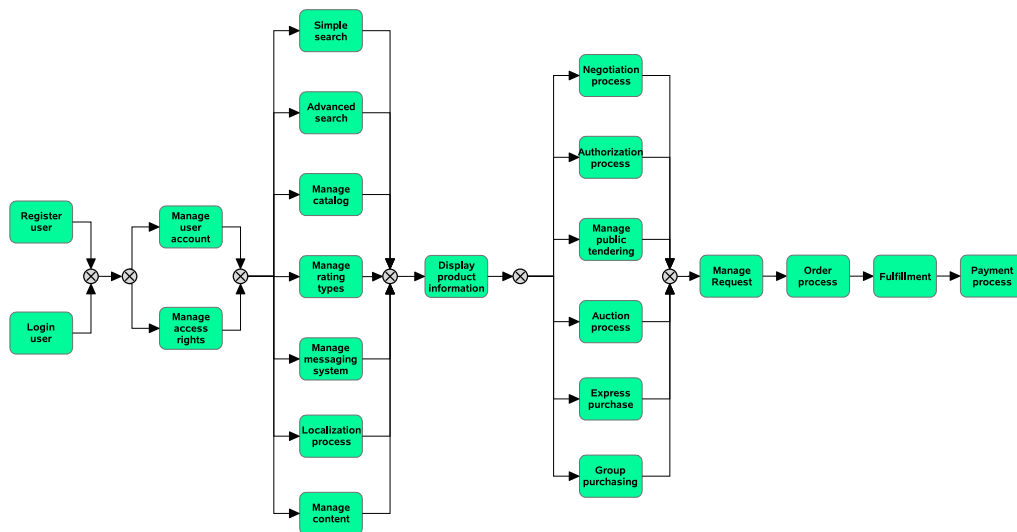 Register
user
Login
user
Manage
user
account
Manage
access
rights
Simple
search
Advanced
search
Manage
catalog
Manage
rating
types
Manage
messaging
system
Localization
process
Manage
content
Display
product
information
Negotiation
process
Authorization
process
Manage
public
tendering
Auction
process
Express
purchase
Group
purchasing
Manage
Request
Order
process
Fulfillment
Payment
process